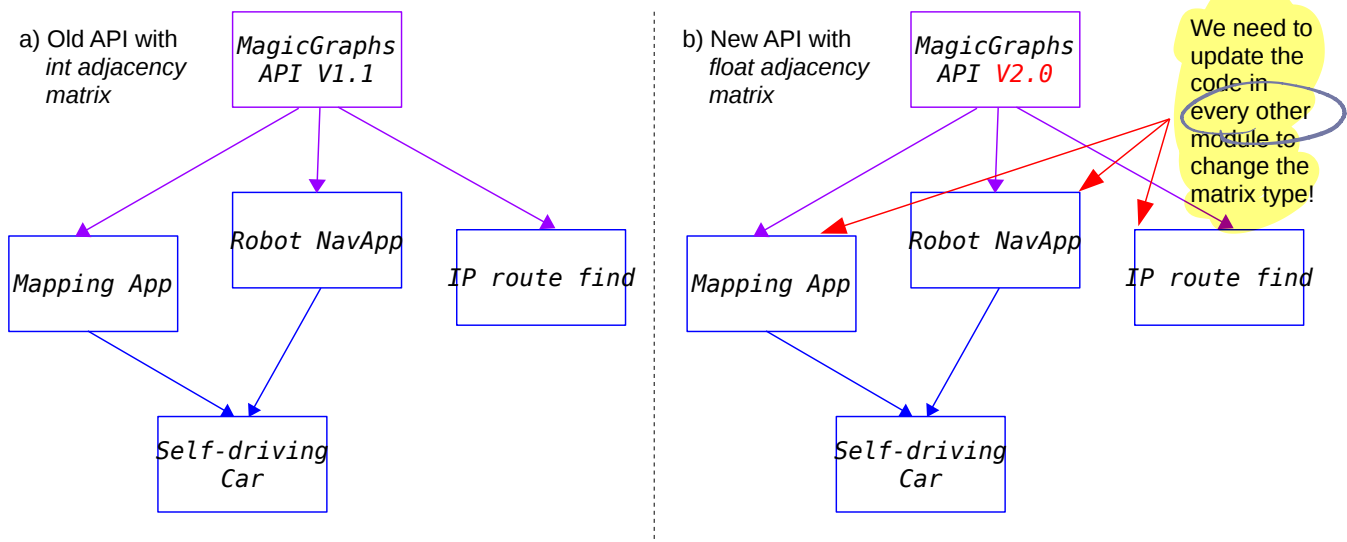 a) Old API with
int adjacency
matrix
MagicGraphs
API V1.1
Mapping App
Robot NavApp
IP route find
Self-driving
Car
b) New API with
float adjacency
matrix
MagicGraphs
API V2.0
We need to
update the
code in
every other
module to
change the
matrix type!
Mapping App
Robot NavApp
IP route find
Self-driving
Car